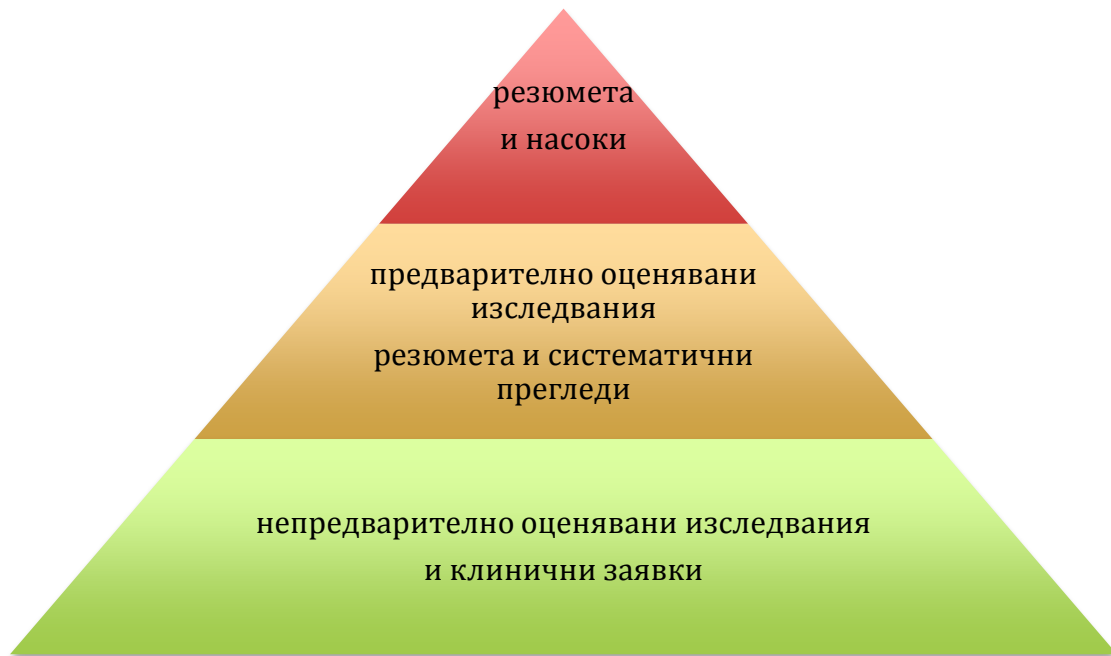 резюмета
и насоки
предварително оценявани
изследвания
резюмета и систематични
прегледи
непредварително оценявани изследвания
и клинични заявки